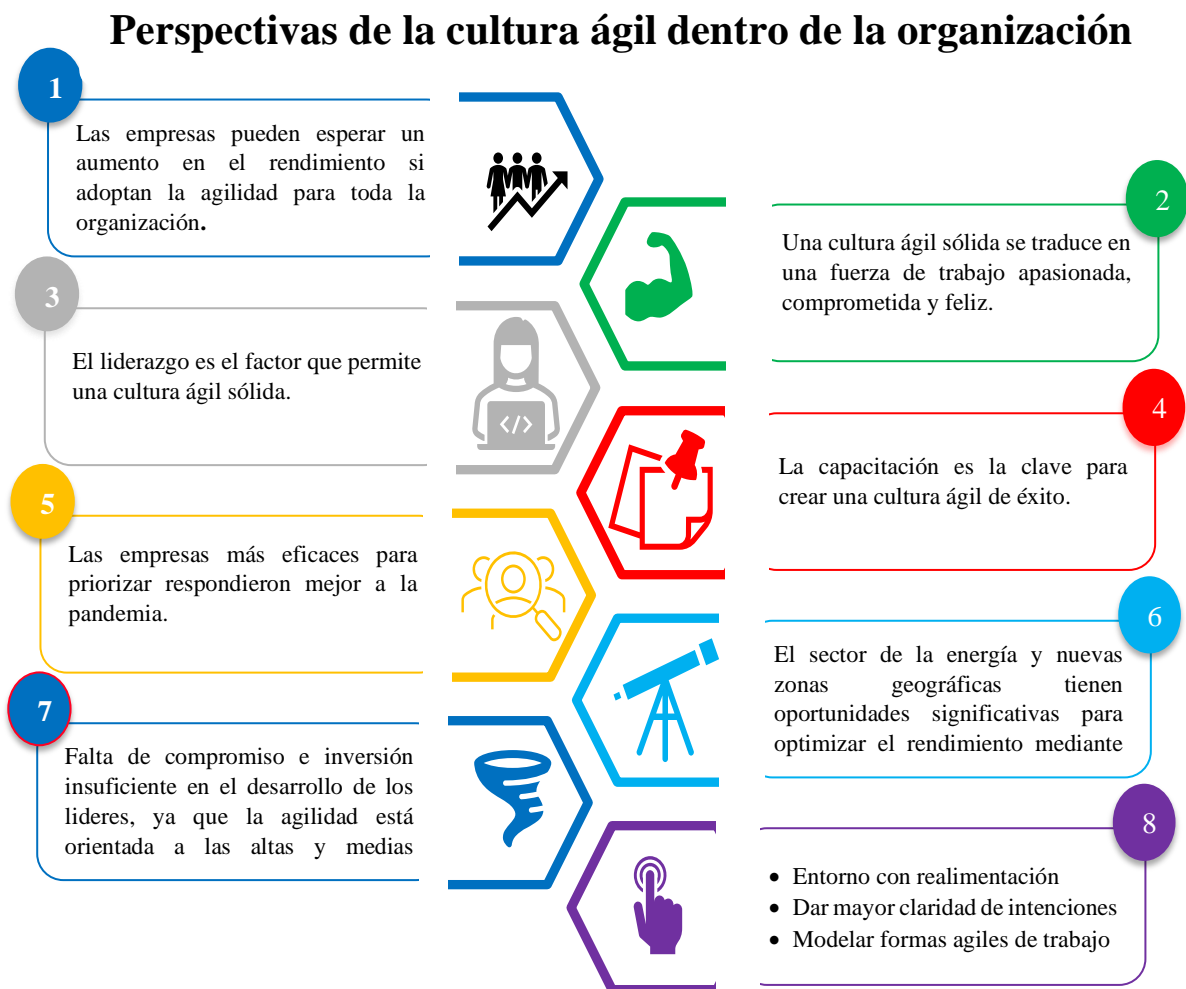 Perspectivas de la cultura ágil dentro de la organización
1
Las empresas pueden esperar un
aumento en el rendimiento si
adoptan la agilidad para toda la
organización.
2
Una cultura ágil sólida se traduce en
una fuerza de trabajo apasionada,
comprometida y feliz.
3
El liderazgo es el factor que permite
una cultura ágil sólida.
</>
4
La capacitación es la clave para
crear una cultura ágil de éxito.
5
Las empresas más eficaces para
priorizar respondieron mejor a la
pandemia.
6
El sector de la energía y nuevas
zonas geográficas tienen
oportunidades significativas para
optimizar el rendimiento mediante
7
Falta de compromiso e inversión
insuficiente en el desarrollo de los
lideres, ya que la agilidad está
orientada a las altas y medias
8
• Entorno con realimentación
• Dar mayor claridad de intenciones
• Modelar formas agiles de trabajo